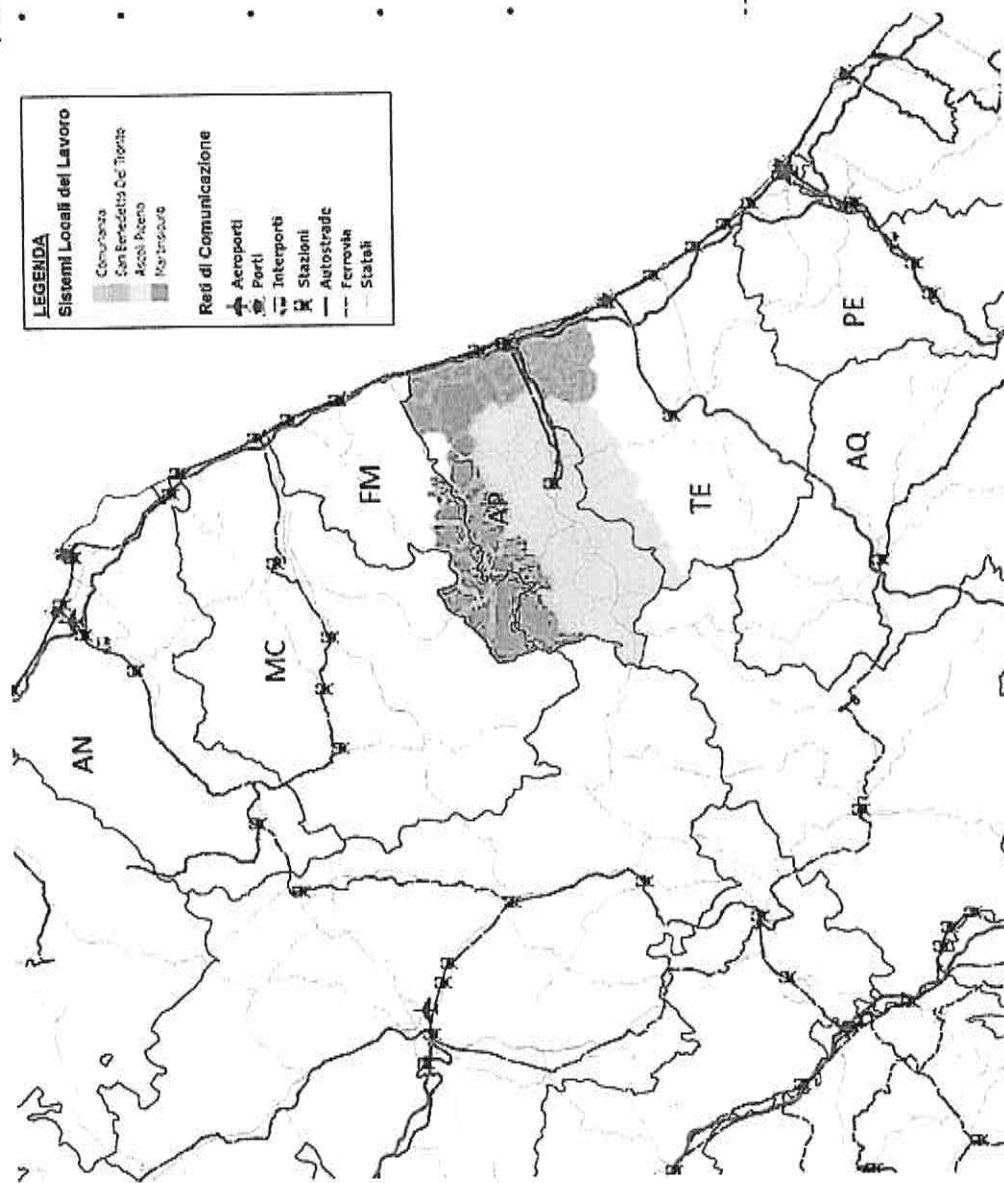 LEGENDA
Sistemi Locali del Lavoro
Comunanza
San Benedetto Del Tronto
Ascoli Piceno
Martinsicuro
Reti di Comunicazione
Aeroporti
Porti
Interporti
Stazioni
Autostrade
Ferrovia
Statali
AN
MC
FM
AP
TE
PE
AQ